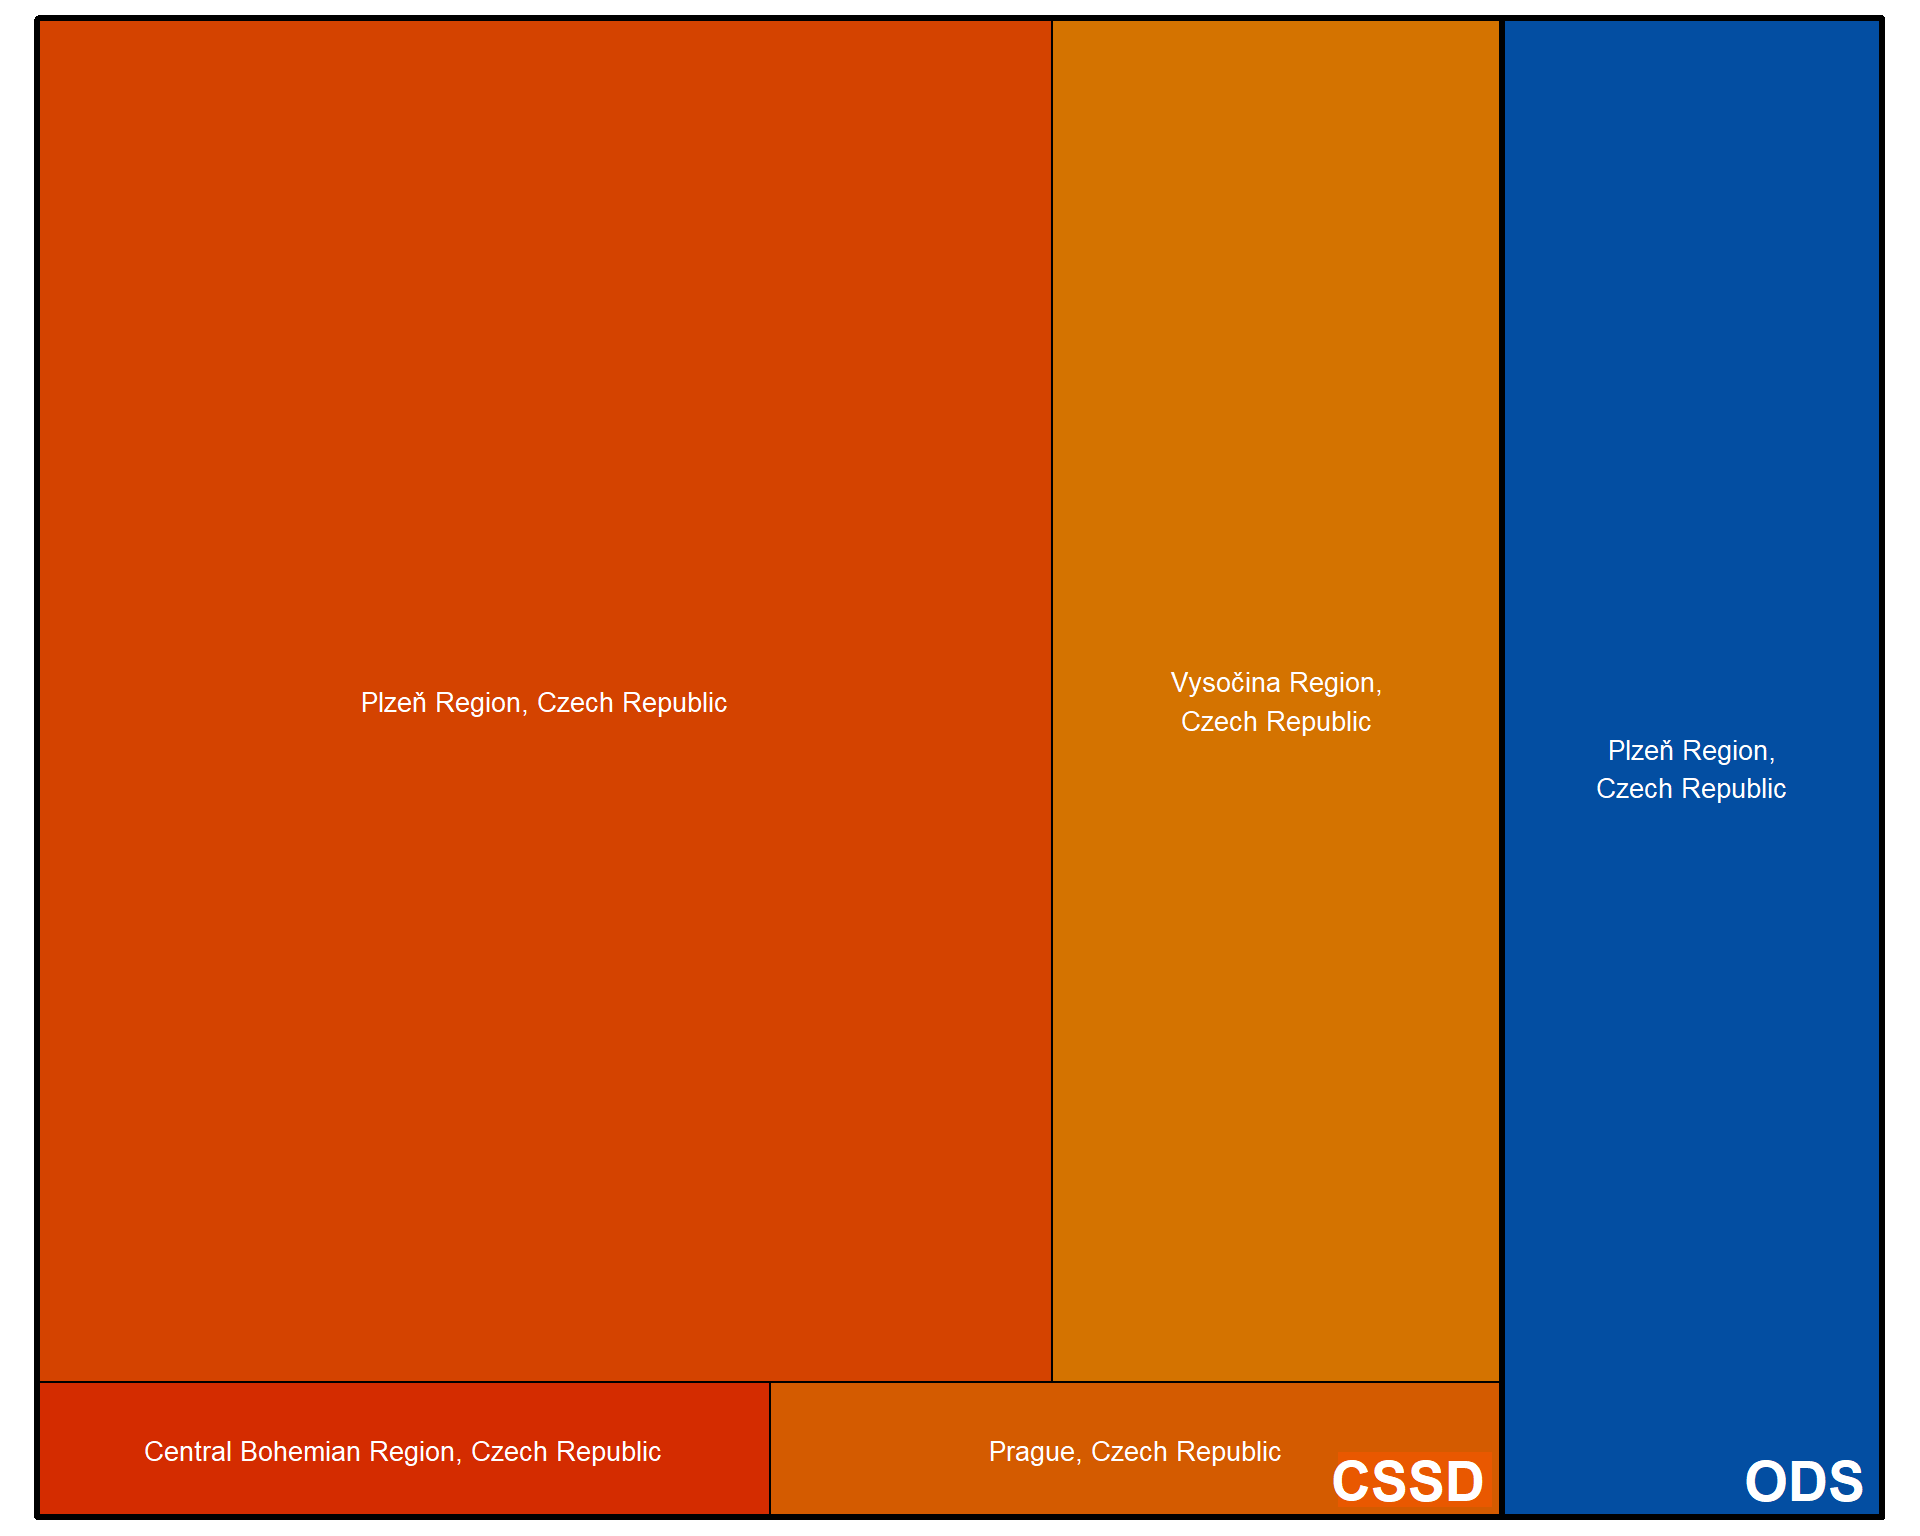 Plzeň Region, Czech Republic
Vysočina Region,
Czech Republic
Plzeň Region,
Czech Republic
Central Bohemian Region, Czech Republic
Prague, Czech Republic
CSSD
ODS